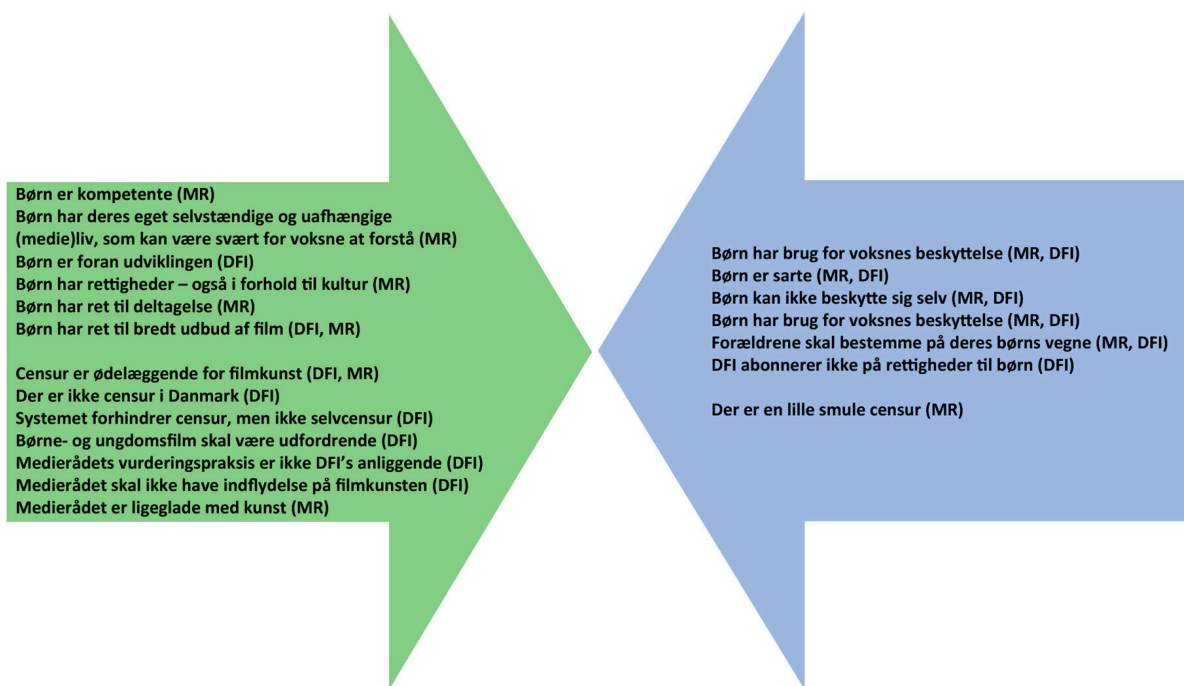 Børn er kompetente (MR)
Børn har deres eget selvstændige og uafhængige
(medie)liv, som kan være svært for voksne at forstå (MR)
Børn er foran udviklingen (DFI)
Børn har rettigheder – også i forhold til kultur (MR)
Børn har ret til deltagelse (MR)
Børn har ret til bredt udbud af film (DFI, MR)
Censur er ødelæggende for filmkunst (DFI, MR)
Der er ikke censur i Danmark (DFI)
Systemet forhindrer censur, men ikke selvcensur (DFI)
Børne- og ungdomsfilm skal være udfordrende (DFI)
Medierådets vurderingspraksis er ikke DFI's anliggende (DFI)
Medierådet skal ikke have indflydelse på filmkunsten (DFI)
Medierådet er ligeglade med kunst (MR)
Børn har brug for voksnes beskyttelse (MR, DFI)
Børn er sarte (MR, DFI)
Børn kan ikke beskytte sig selv (MR, DFI)
Børn har brug for voksnes beskyttelse (MR, DFI)
Forældrene skal bestemme på deres børns vegne (MR, DFI)
DFI abonnerer ikke på rettigheder til børn (DFI)
Der er en lille smule censur (MR)